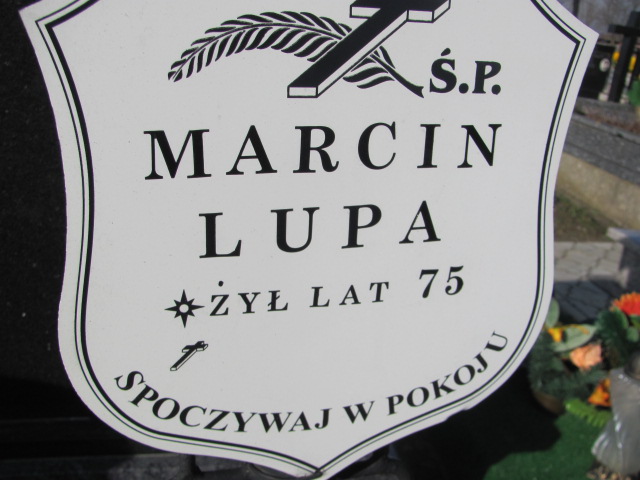 Ś.P.
MARCIN
LUPA
ŻYŁ LAT 75
SPOCZYWAJ W POKOJU